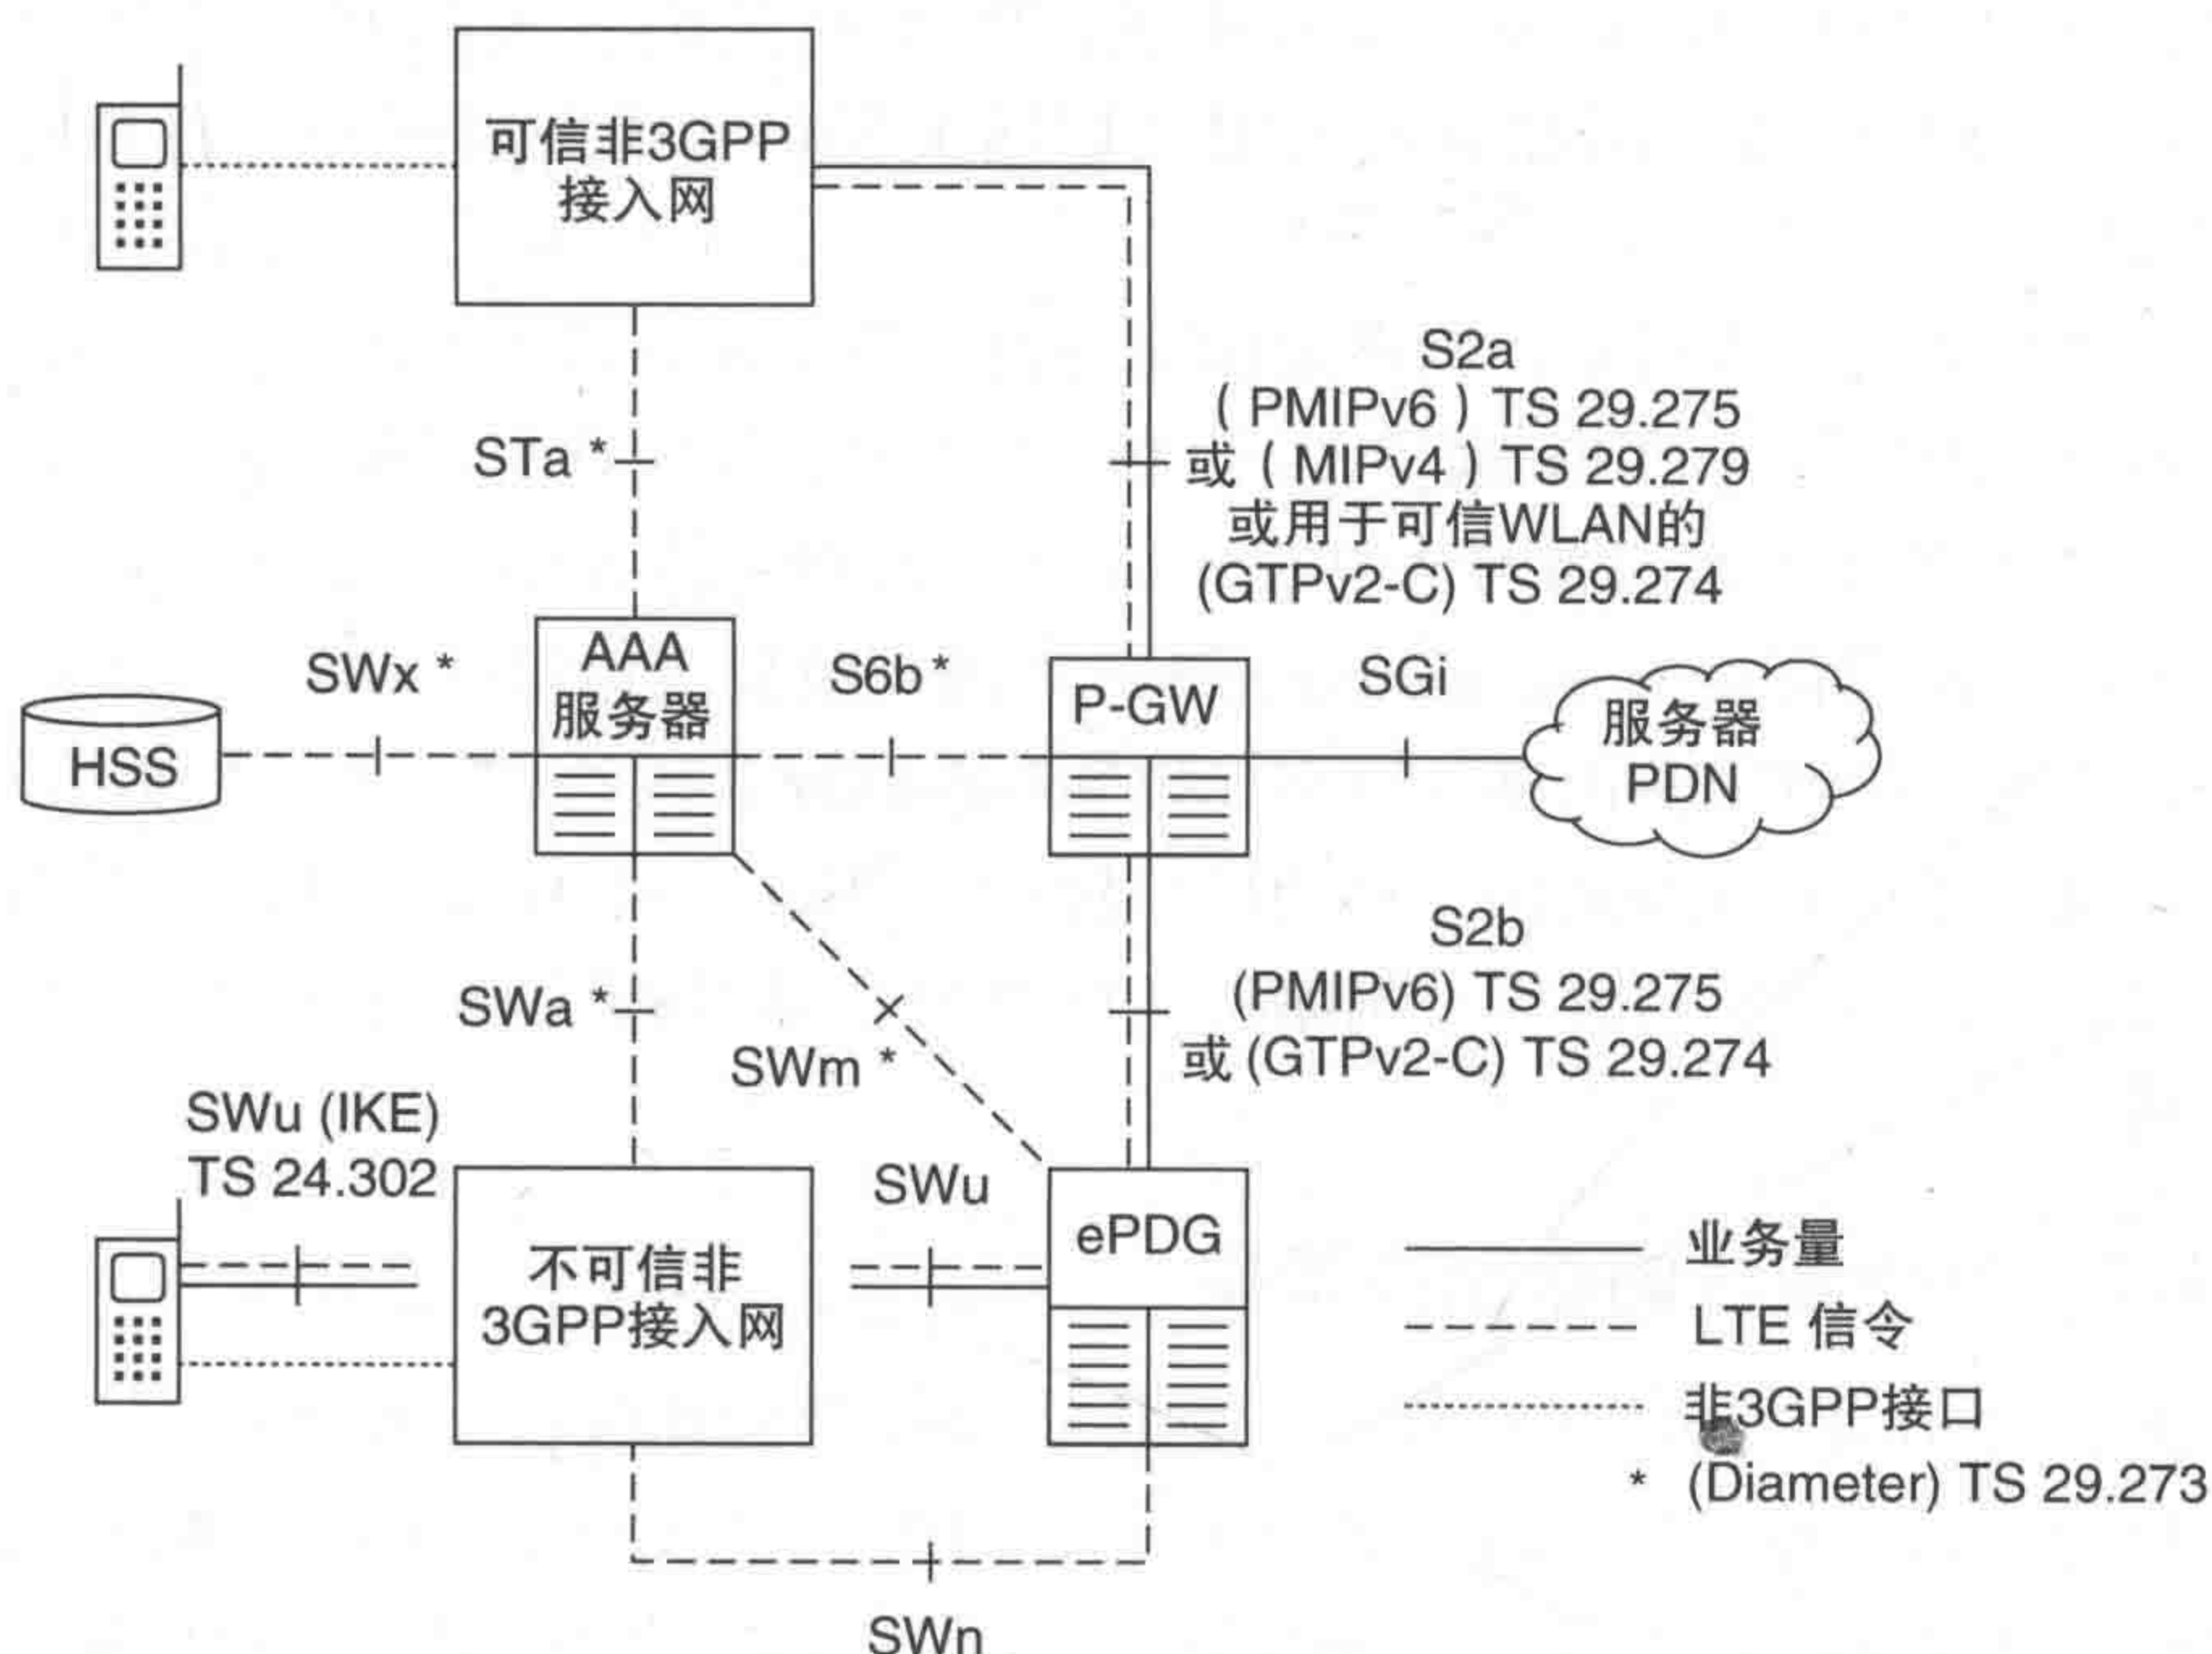 可信非3GPP
接入网
S2a
( PMIPv6 ) TS 29.275
或 ( MIPv4 ) TS 29.279
或用于可信WLAN的
(GTPv2-C) TS 29.274
STa *
SWx *
AAA
服务器
S6b *
P-GW
SGi
服务器
PDN
HSS
S2b
(PMIPv6) TS 29.275
或 (GTPv2-C) TS 29.274
SWa *
SWm *
SWu (IKE)
TS 24.302
SWu
不可信非
3GPP接入网
ePDG
业务量
LTE 信令
非3GPP接口
* (Diameter) TS 29.273
SWn